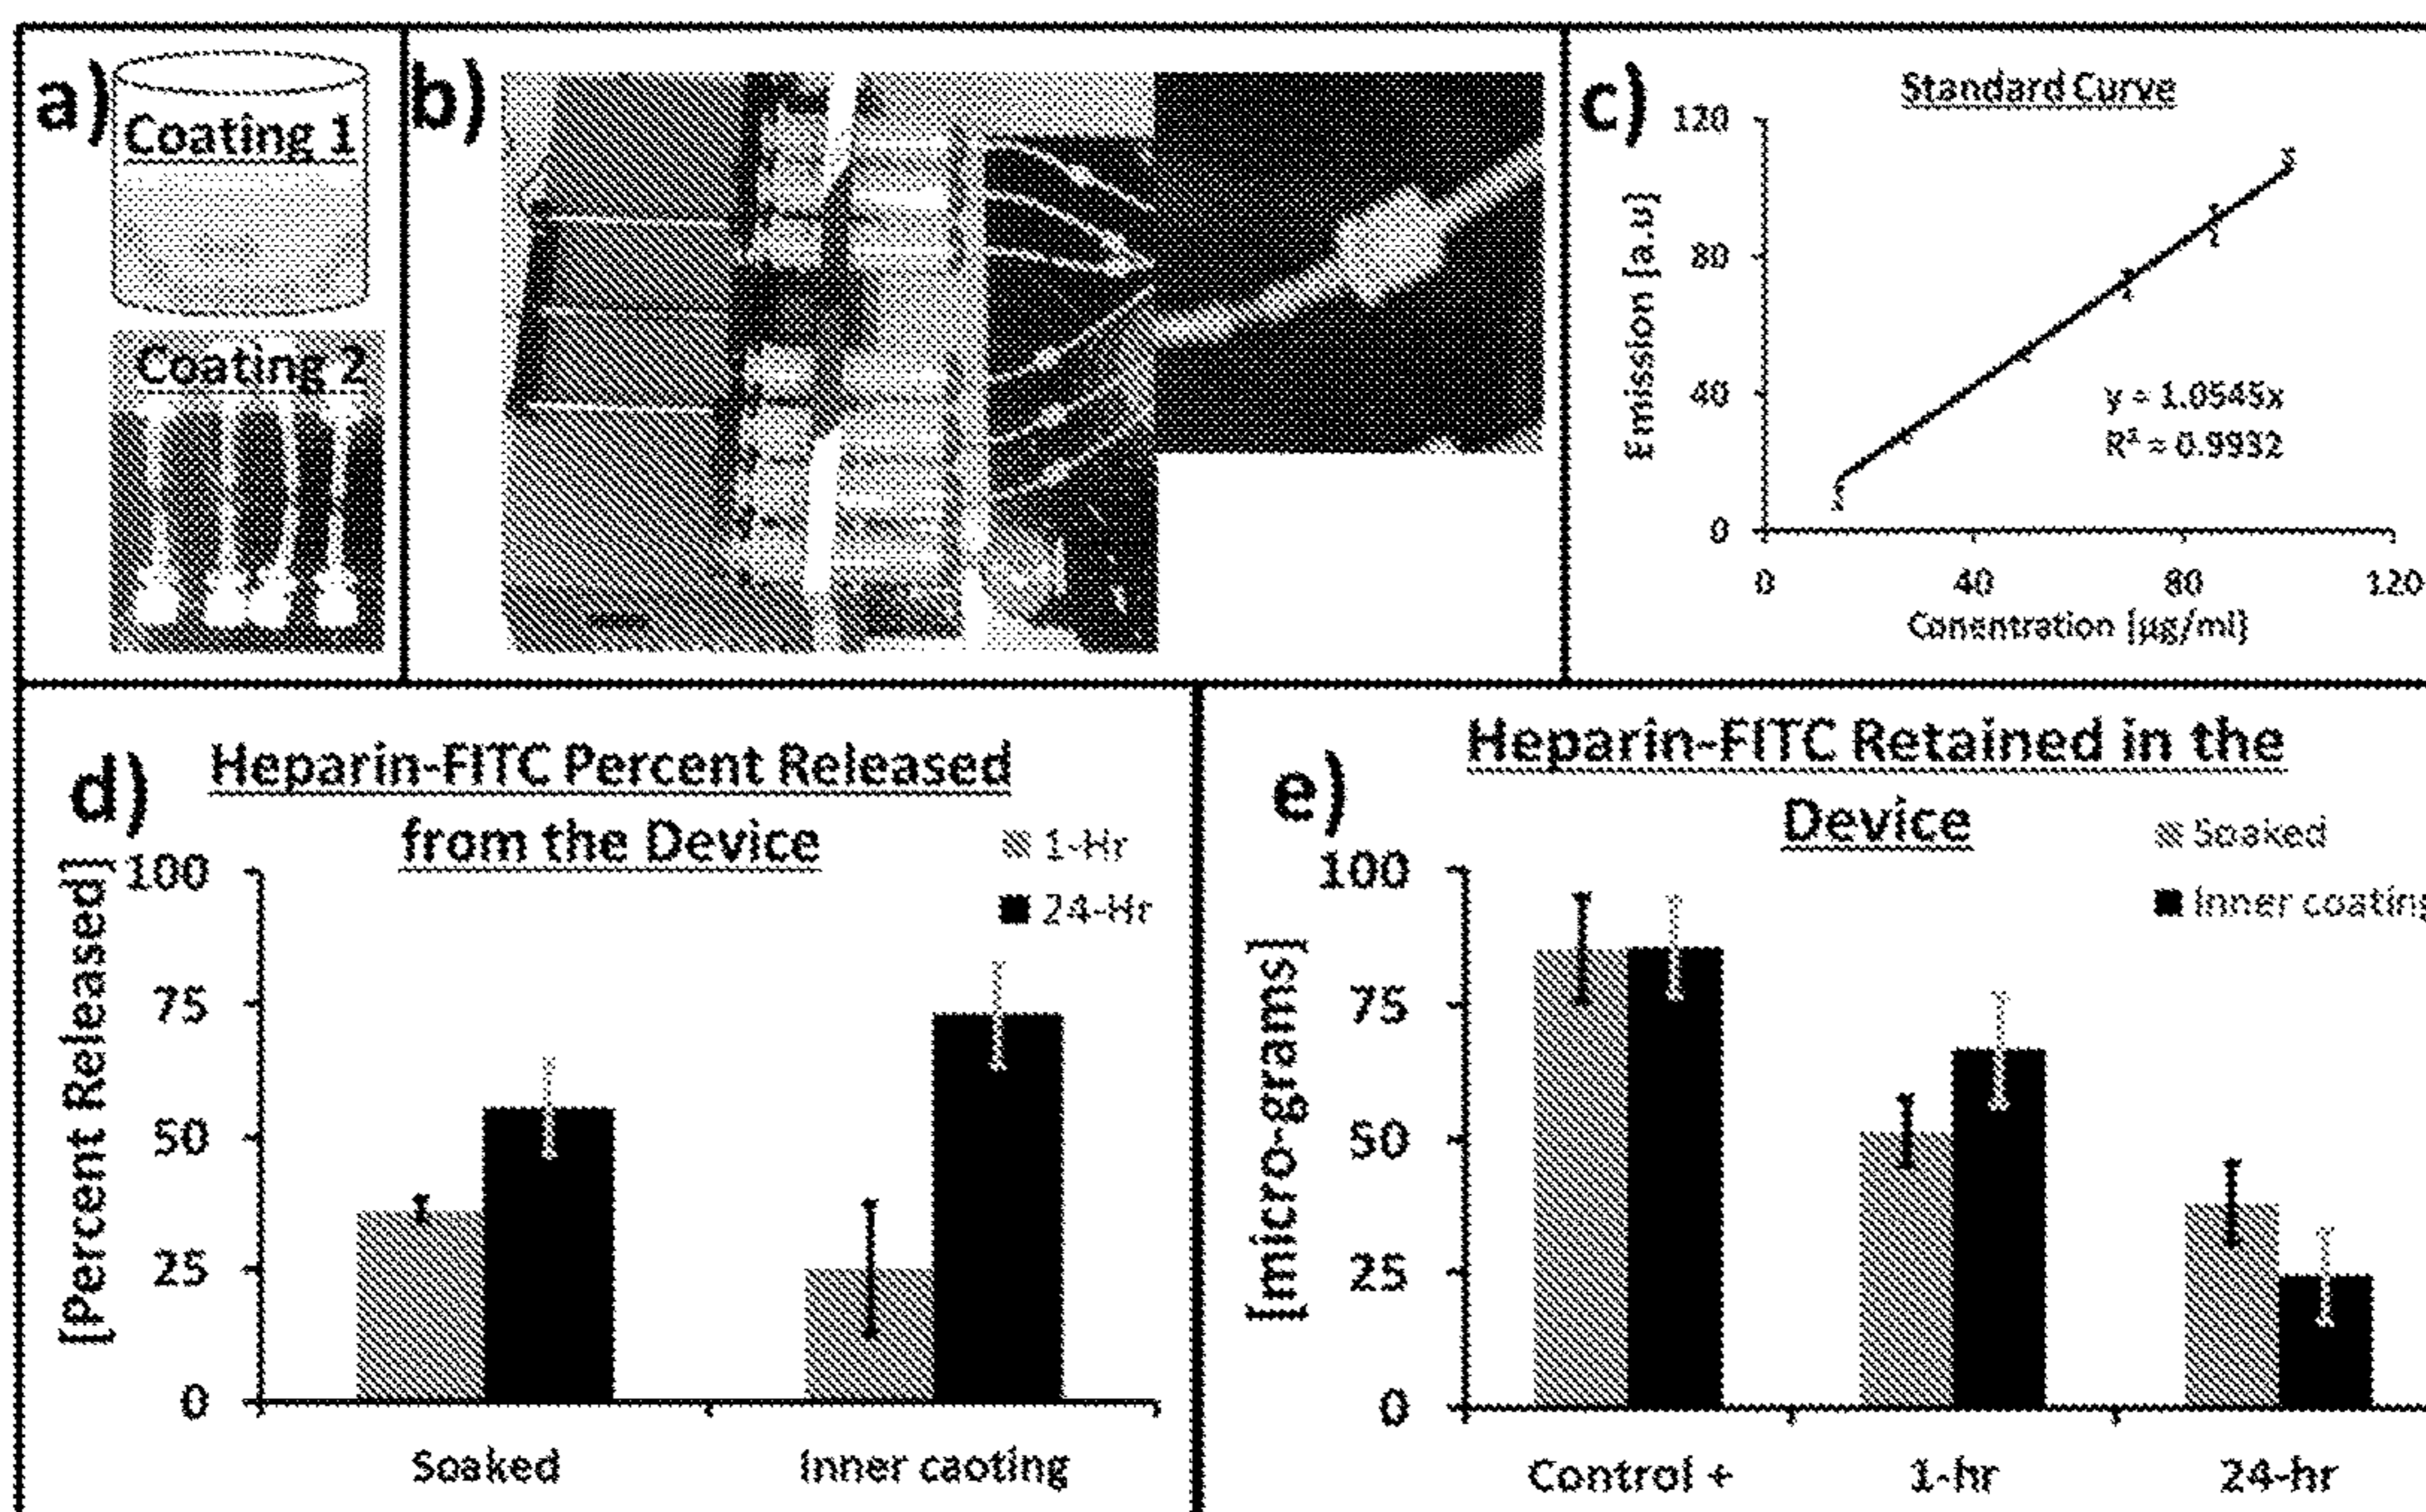 a)
Coating 1
Coating 2
b)
c)
Standard Curve
120
80
40
0
Emission [a.u]
y = 1.0545x
R² = 0.9932
0 40 80 120
Conentration [µg/ml]
d)
Heparin-FITC Percent Released
from the Device
1-Hr
24-Hr
[Percent Released]
100
75
50
25
0
Soaked Inner caoting
e)
Heparin-FITC Retained in the
Device
Soaked
Inner coating
[micro-grams]
100
75
50
25
0
Control + 1-hr 24-hr